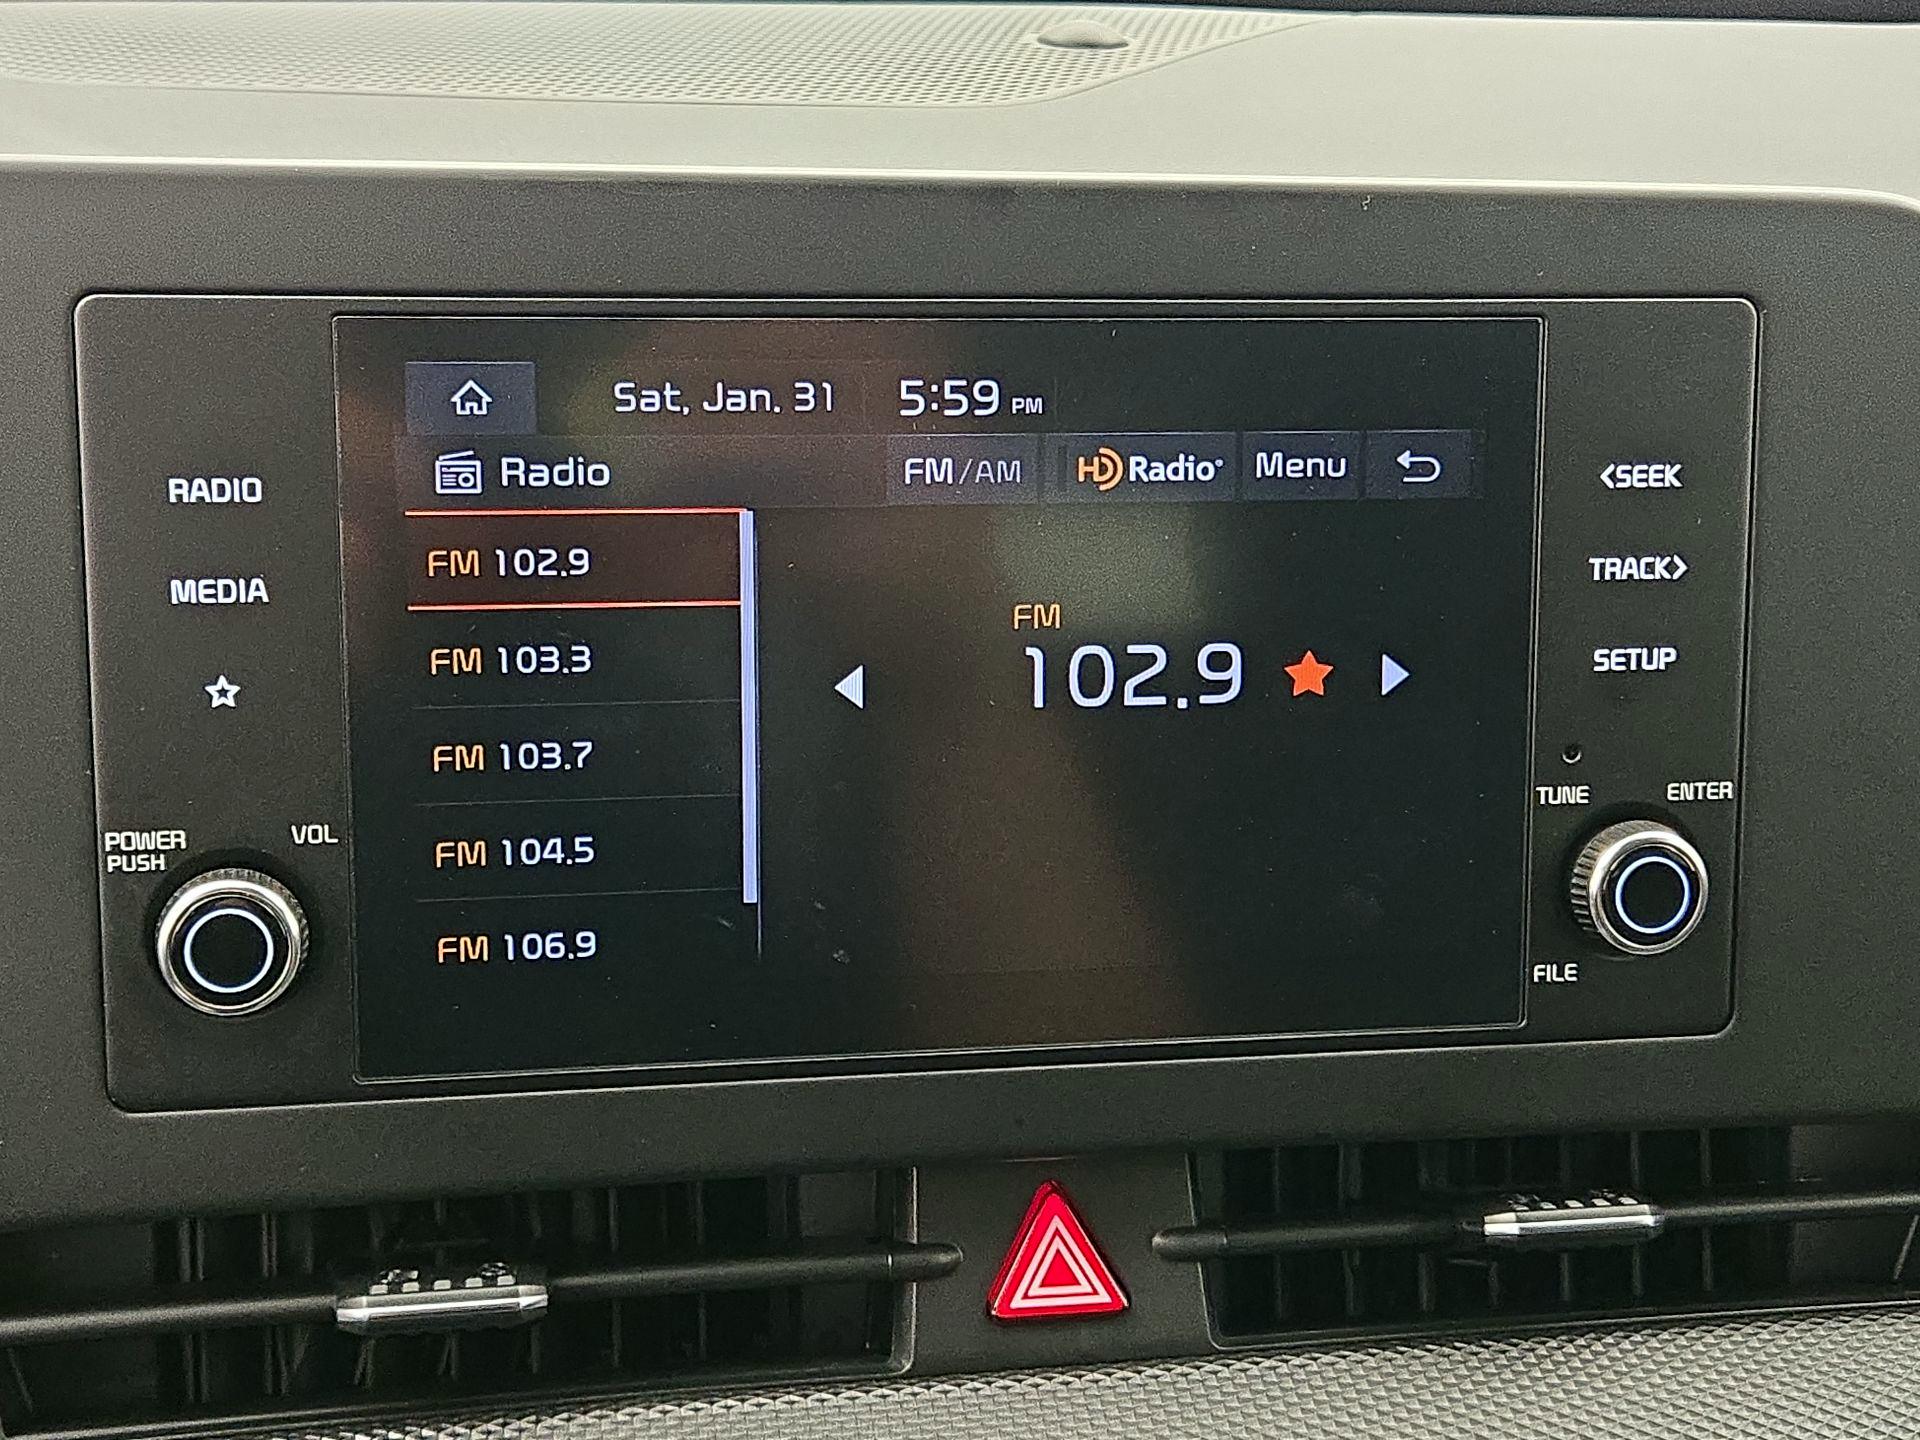 Sat, Jan. 31 5:59 PM
Radio FM/AM HD Radio® Menu
RADIO
MEDIA
POWER
PUSH
VOL
FM 102.9
FM 103.3
FM 103.7
FM 104.5
FM 106.9
FM
102.9
<SEEK
TRACK>
SETUP
TUNE
ENTER
FILE